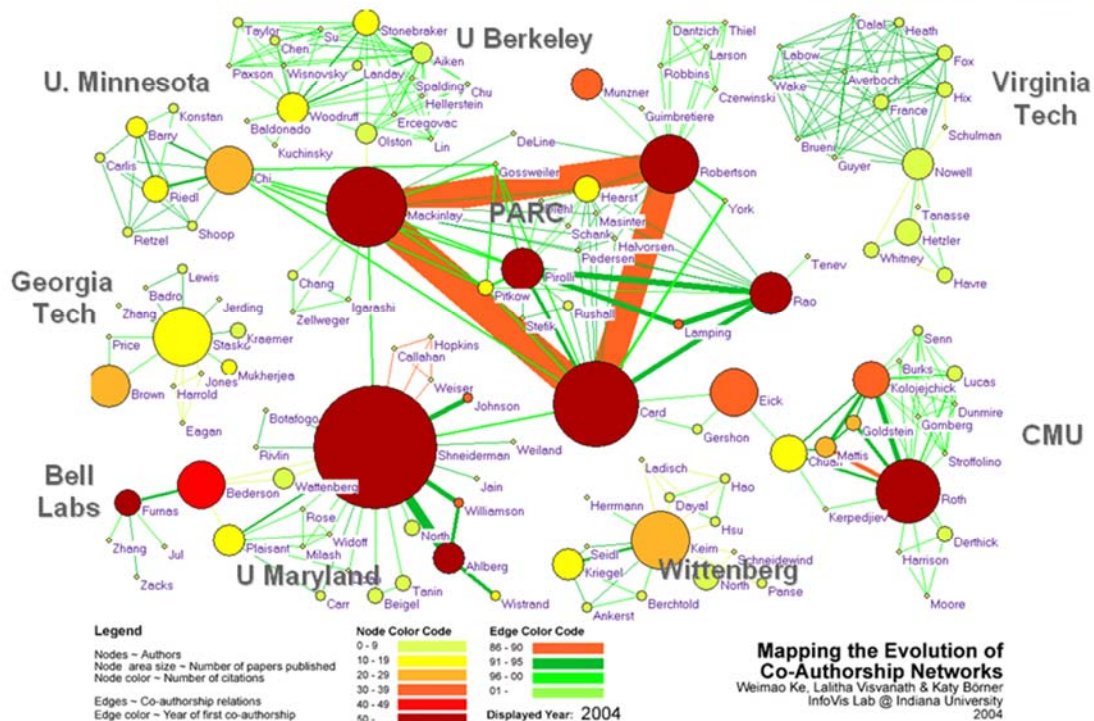 Taylor
Su
Stonebraker
Chen
U Berkeley
Aiken
Paxson
Wisnovsky
Landay
Spalding
Chu
Hellerstein
Woodruff
Ercegovac
Baldonado
Olston
Lin
Kuchinsky
U. Minnesota
Konstan
Barry
Carlis
Chi
Riedl
Retzel
Shoop
Dantzich
Thiel
Larson
Robbins
Munzner
Czerwinski
Guimbretiere
DeLine
Gossweiler
Robertson
Mackinlay
PARC
Hearst
York
Masinter
Schank
Halvorsen
Pedersen
Pirolli
Tenev
Rao
Pitkow
Rushall
Stefik
Lamping
Chang
Igarashi
Zellweger
Dalal
Heath
Labow
Fox
Wake
Averboch
Hix
Virginia
Tech
France
Schulman
Brueni
Guyer
Nowell
Tanasse
Hetzler
Whitney
Havre
Georgia
Tech
Lewis
Badro
Zhang
Jerding
Price
Stasko
Kraemer
Mukherjea
Jones
Brown
Harrold
Eagan
Hopkins
Callahan
Weiser
Johnson
Card
Eick
Gershon
Botafogo
Rivlin
Shneiderman
Weiland
Jain
Senn
Burks
Kolojejchick
Lucas
Dunmire
Goldstein
Gomberg
CMU
Mattis
Chuah
Stroffolino
Roth
Kerpedjiev
Derthick
Harrison
Moore
Bell
Labs
Bederson
Wattenberg
Furnas
Williamson
Zhang
Jul
Rose
North
Plaisant
Widoff
Milash
Zacks
U Maryland
Ahlberg
Tanin
Carr
Beigel
Wistrand
Ladisch
Hao
Herrmann
Dayal
Hsu
Seidl
Keim
Schneidewind
Kriegel
Wittenberg
North
Panse
Berchtold
Ankerst
Legend
Nodes ~ Authors
Node area size ~ Number of papers published
Node color ~ Number of citations
Edges ~ Co-authorship relations
Edge color ~ Year of first co-authorship
Node Color Code
0 - 9
10 - 19
20 - 29
30 - 39
40 - 49
50 -
Edge Color Code
86 - 90
91 - 95
96 - 00
01 -
Displayed Year: 2004
Mapping the Evolution of
Co-Authorship Networks
Weimao Ke, Lalitha Visvanath & Katy Börner
InfoVis Lab @ Indiana University
2004